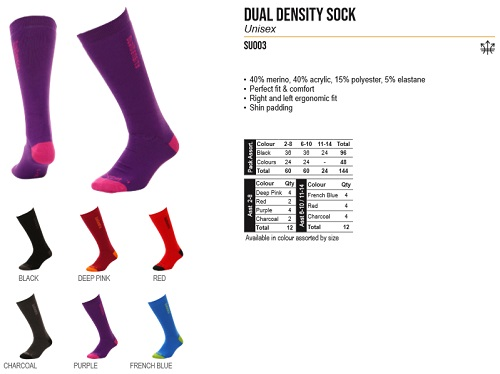 DUAL DENSITY SOCK
Unisex
SU003
• 40% merino, 40% acrylic, 15% polyester, 5% elastane
• Perfect fit & comfort
• Right and left ergonomic fit
• Shin padding
Pack Assort.
Colour 2-8 6-10 11-14 Total
Black 36 36 24 96
Colours 24 24 - 48
Total 60 60 24 144
Asst 2-8
Colour Qty
Deep Pink 4
Red 2
Purple 4
Charcoal 2
Total 12
Asst 6-10 / 11-14
Colour Qty
French Blue 4
Red 4
Charcoal 4
Total 12
Available in colour assorted by size
BLACK DEEP PINK RED
CHARCOAL PURPLE FRENCH BLUE